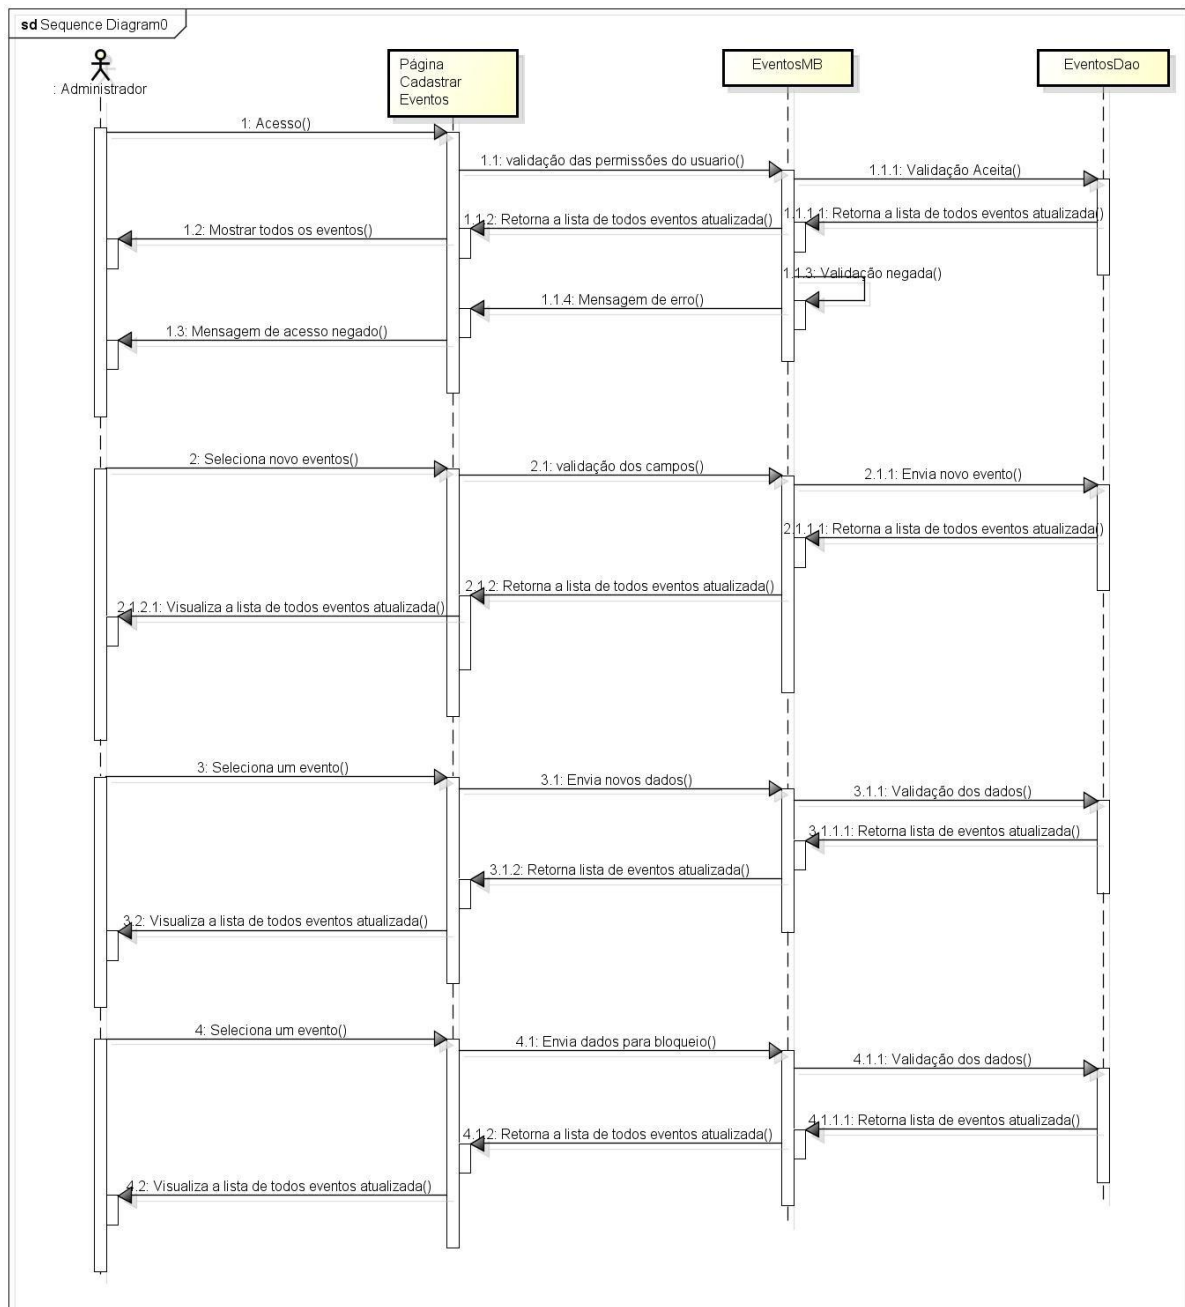 sd Sequence Diagram0
: Administrador
Página
Cadastrar
Eventos
EventosMB
EventosDao
1: Acesso()
1.1: validação das permissões do usuario()
1.1.1: Validação Aceita()
1.1.1.1: Retorna a lista de todos eventos atualizada()
1.1.2: Retorna a lista de todos eventos atualizada()
1.2: Mostrar todos os eventos()
1.1.3: Validação negada()
1.1.4: Mensagem de erro()
1.3: Mensagem de acesso negado()
2: Seleciona novo eventos()
2.1: validação dos campos()
2.1.1: Envia novo evento()
2.1.1.1: Retorna a lista de todos eventos atualizada()
2.1.2: Retorna a lista de todos eventos atualizada()
2.1.2.1: Visualiza a lista de todos eventos atualizada()
3: Seleciona um evento()
3.1: Envia novos dados()
3.1.1: Validação dos dados()
3.1.1.1: Retorna lista de eventos atualizada()
3.1.2: Retorna lista de eventos atualizada()
3.2: Visualiza a lista de todos eventos atualizada()
4: Seleciona um evento()
4.1: Envia dados para bloqueio()
4.1.1: Validação dos dados()
4.1.1.1: Retorna lista de eventos atualizada()
4.1.2: Retorna a lista de todos eventos atualizada()
4.2: Visualiza a lista de todos eventos atualizada()